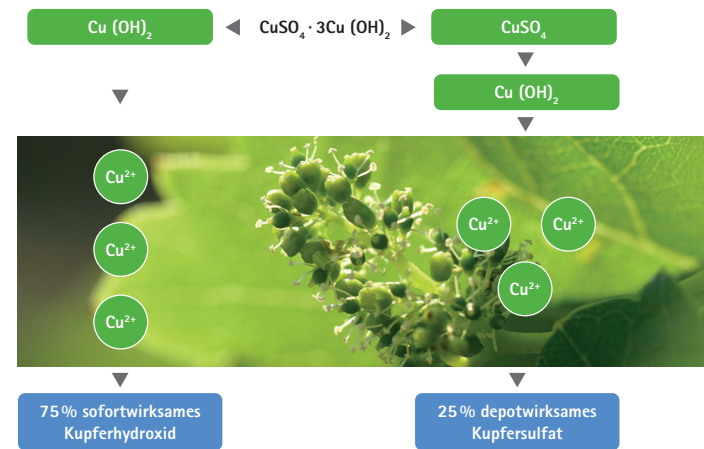 Cu (OH)₂
CuSO₄ · 3Cu (OH)₂
CuSO₄
Cu (OH)₂
Cu²⁺
Cu²⁺
Cu²⁺
Cu²⁺
Cu²⁺
Cu²⁺
75% sofortwirksames
Kupferhydroxid
25% depotwirksames
Kupfersulfat